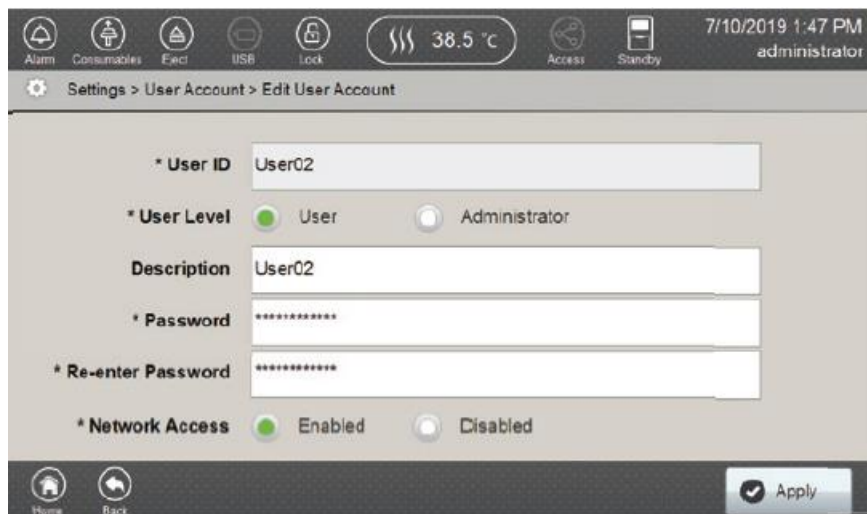 7/10/2019 1:47 PM
administrator
38.5 °c
Alarm Consumables Eject USB Lock Access Standby
Settings > User Account > Edit User Account
* User ID User02
* User Level User Administrator
Description User02
* Password ************
* Re-enter Password ************
* Network Access Enabled Disabled
Apply
Home Back